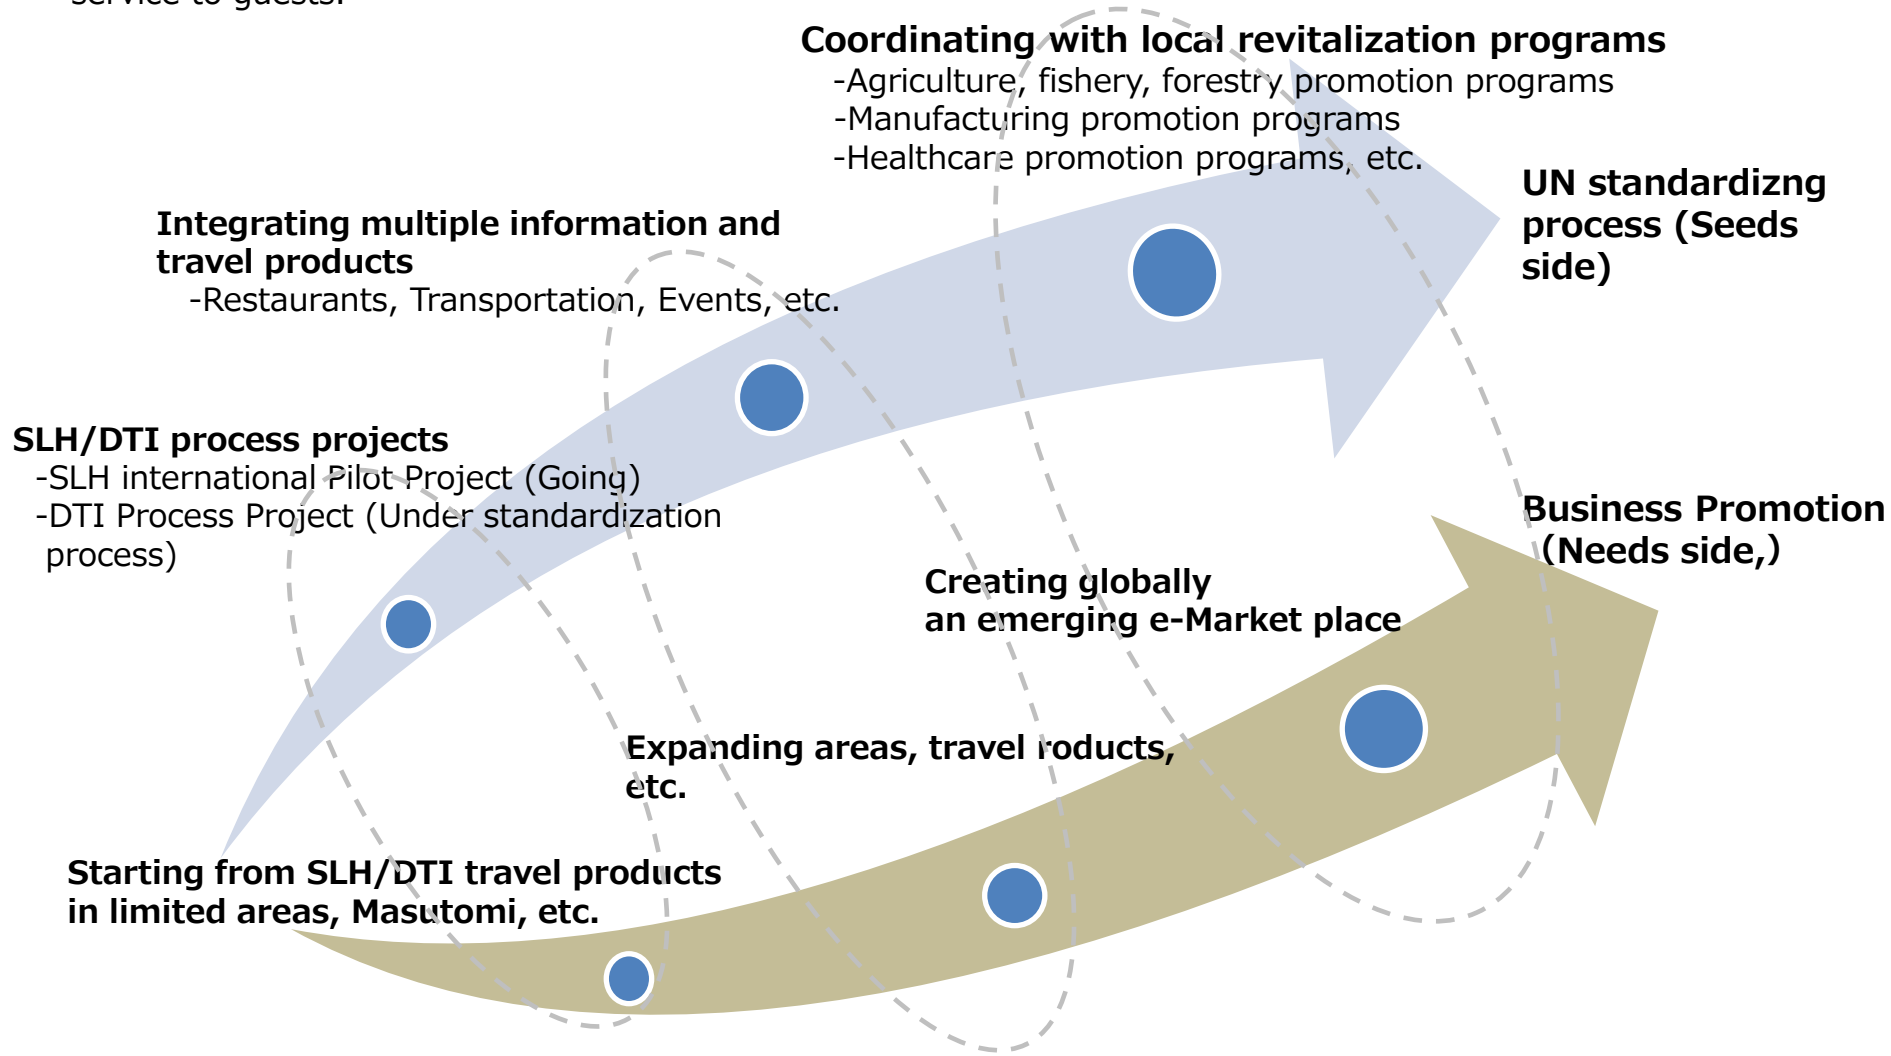 service to guests.
Coordinating with local revitalization programs
-Agriculture, fishery, forestry promotion programs
-Manufacturing promotion programs
-Healthcare promotion programs, etc.
UN standardizng
process (Seeds
side)
Integrating multiple information and
travel products
-Restaurants, Transportation, Events, etc.
SLH/DTI process projects
-SLH international Pilot Project (Going)
-DTI Process Project (Under standardization
process)
Business Promotion
(Needs side,)
Creating globally
an emerging e-Market place
Expanding areas, travel roducts,
etc.
Starting from SLH/DTI travel products
in limited areas, Masutomi, etc.